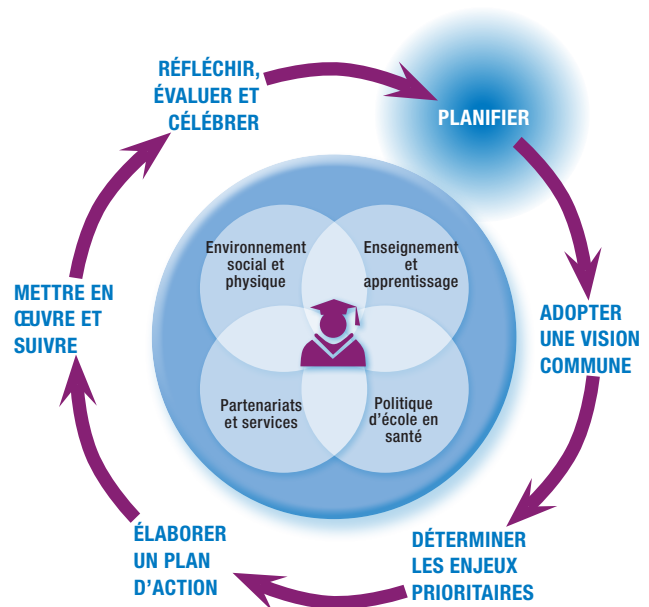 RÉFLÉCHIR,
ÉVALUER ET
CÉLÉBRER
PLANIFIER
Environnement
social et
physique
Enseignement
et
apprentissage
METTRE EN
ŒUVRE ET
SUIVRE
ADOPTER
UNE VISION
COMMUNE
Partenariats
et services
Politique
d'école en
santé
ÉLABORER
UN PLAN
D'ACTION
DÉTERMINER
LES ENJEUX
PRIORITAIRES